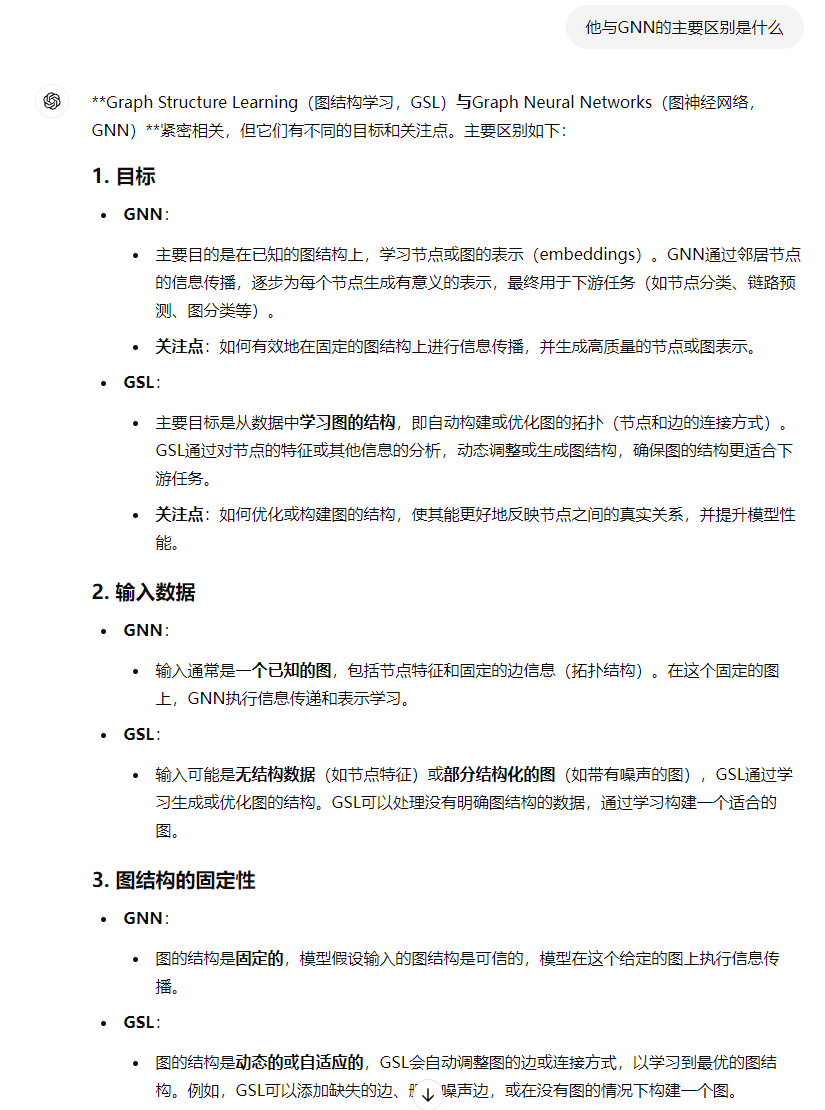 他与GNN的主要区别是什么
**Graph Structure Learning（图结构学习，GSL）与Graph Neural Networks（图神经网络，
GNN）**紧密相关，但它们有不同的目标和关注点。主要区别如下：
1. 目标
• GNN：
• 主要目的是在已知的图结构上，学习节点或图的表示（embeddings）。GNN通过邻居节点
的信息传播，逐步为每个节点生成有意义的表示，最终用于下游任务（如节点分类、链路预
测、图分类等）。
• 关注点：如何有效地在固定的图结构上进行信息传播，并生成高质量的节点或图表示。
• GSL：
• 主要目标是从数据中学习图的结构，即自动构建或优化图的拓扑（节点和边的连接方式）。
GSL通过对节点的特征或其他信息的分析，动态调整或生成图结构，确保图的结构更适合下
游任务。
• 关注点：如何优化或构建图的结构，使其能更好地反映节点之间的真实关系，并提升模型性
能。
2. 输入数据
• GNN：
• 输入通常是一个已知的图，包括节点特征和固定的边信息（拓扑结构）。在这个固定的图
上，GNN执行信息传递和表示学习。
• GSL：
• 输入可能是无结构数据（如节点特征）或部分结构化的图（如带有噪声的图），GSL通过学
习生成或优化图的结构。GSL可以处理没有明确图结构的数据，通过学习构建一个适合的
图。
3. 图结构的固定性
• GNN：
• 图的结构是固定的，模型假设输入的图结构是可信的，模型在这个给定的图上执行信息传
播。
• GSL：
• 图的结构是动态的或自适应的，GSL会自动调整图的边或连接方式，以学习到最优的图结
构。例如，GSL可以添加缺失的边、噪声边，或在没有图的情况下构建一个图。